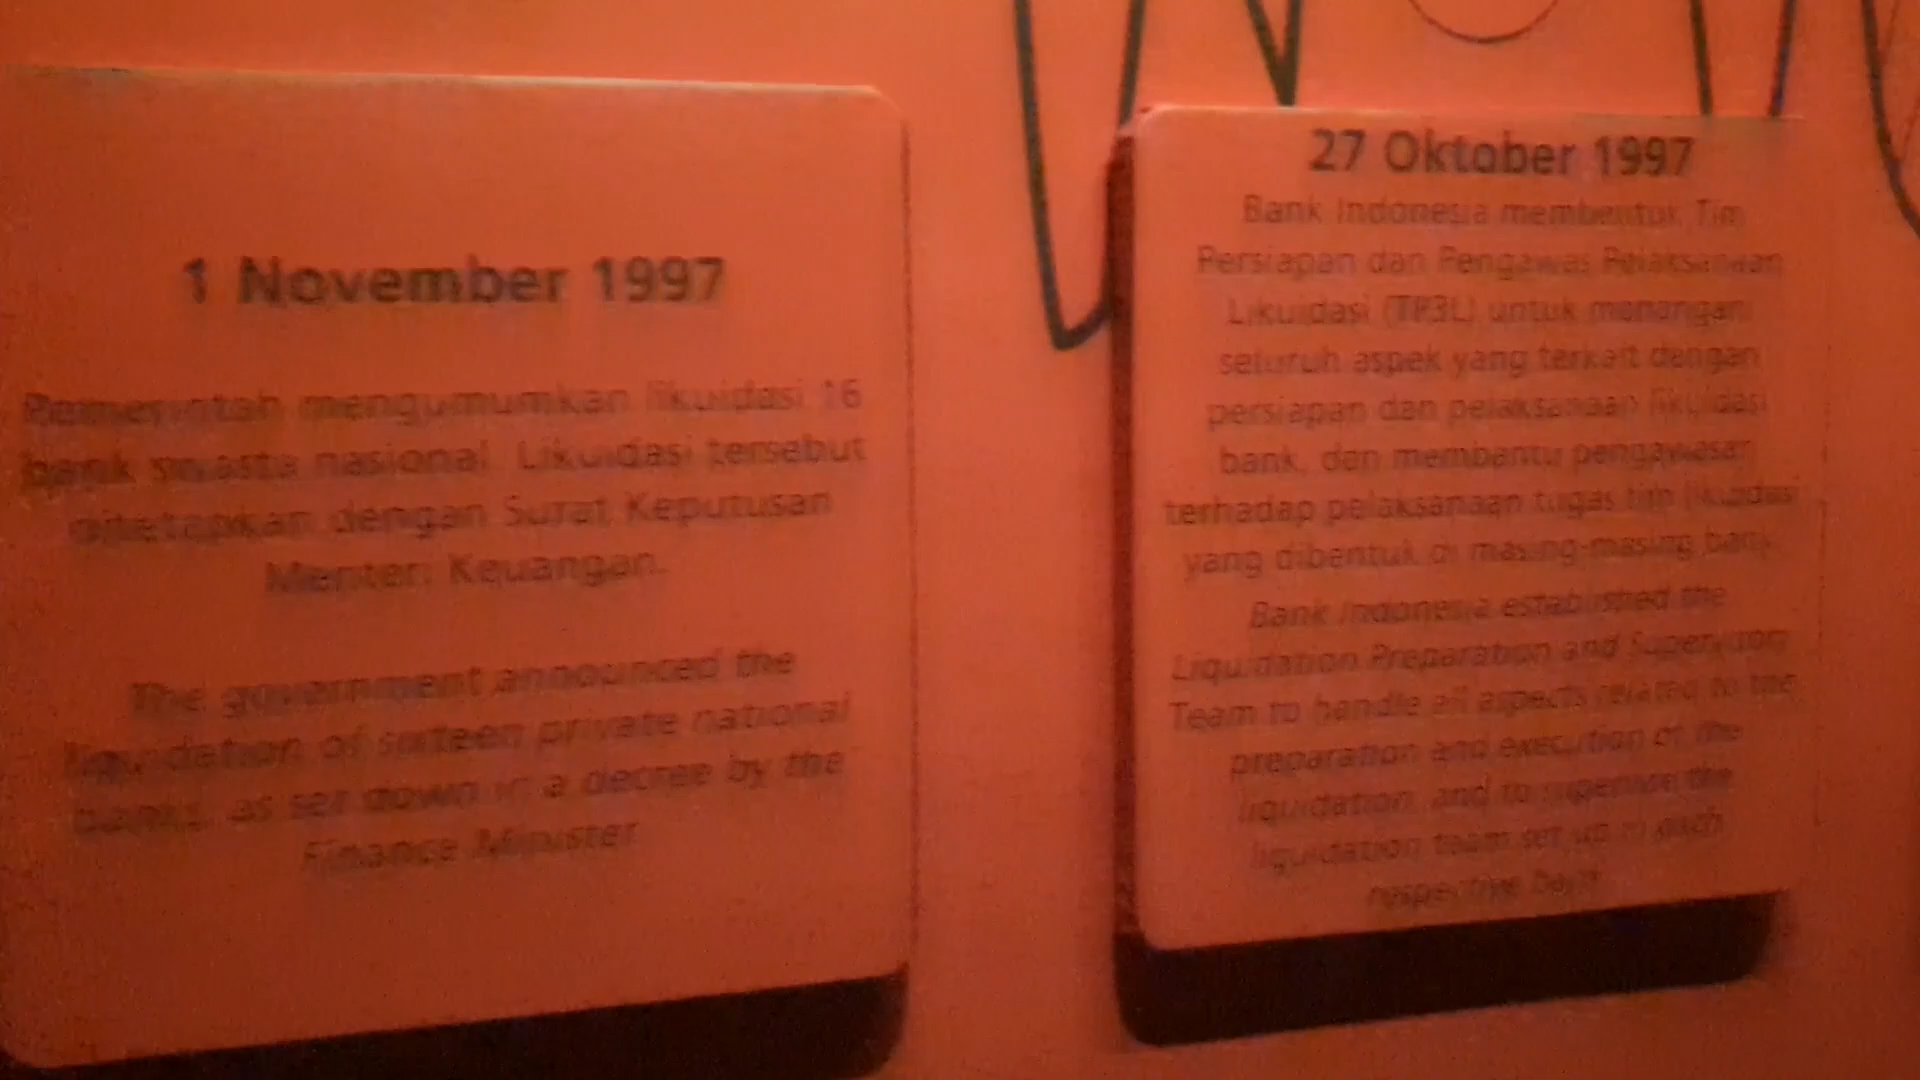 1 November 1997
Pemerintah mengumumkan likuidasi 16
bank swasta nasional. Likuidasi tersebut
ditetapkan dengan Surat Keputusan
Menteri Keuangan.
The government announced the
liquidation of sixteen private national
banks, as set down in a decree by the
Finance Minister
27 Oktober 1997
Bank Indonesia membentuk Tim
Persiapan dan Pengawas Pelaksanaan
Likuidasi (TP3L) untuk menangani
seluruh aspek yang terkait dengan
persiapan dan pelaksanaan likuidasi
bank, dan membantu pengawasan
terhadap pelaksanaan tugas tim likuidasi
yang dibentuk di masing-masing bank.
Bank Indonesia established the
Liquidation Preparation and Supervision
Team to handle all aspects related to the
preparation and execution of the
liquidation, and to supervise the
liquidation team set up in each
respective bank.